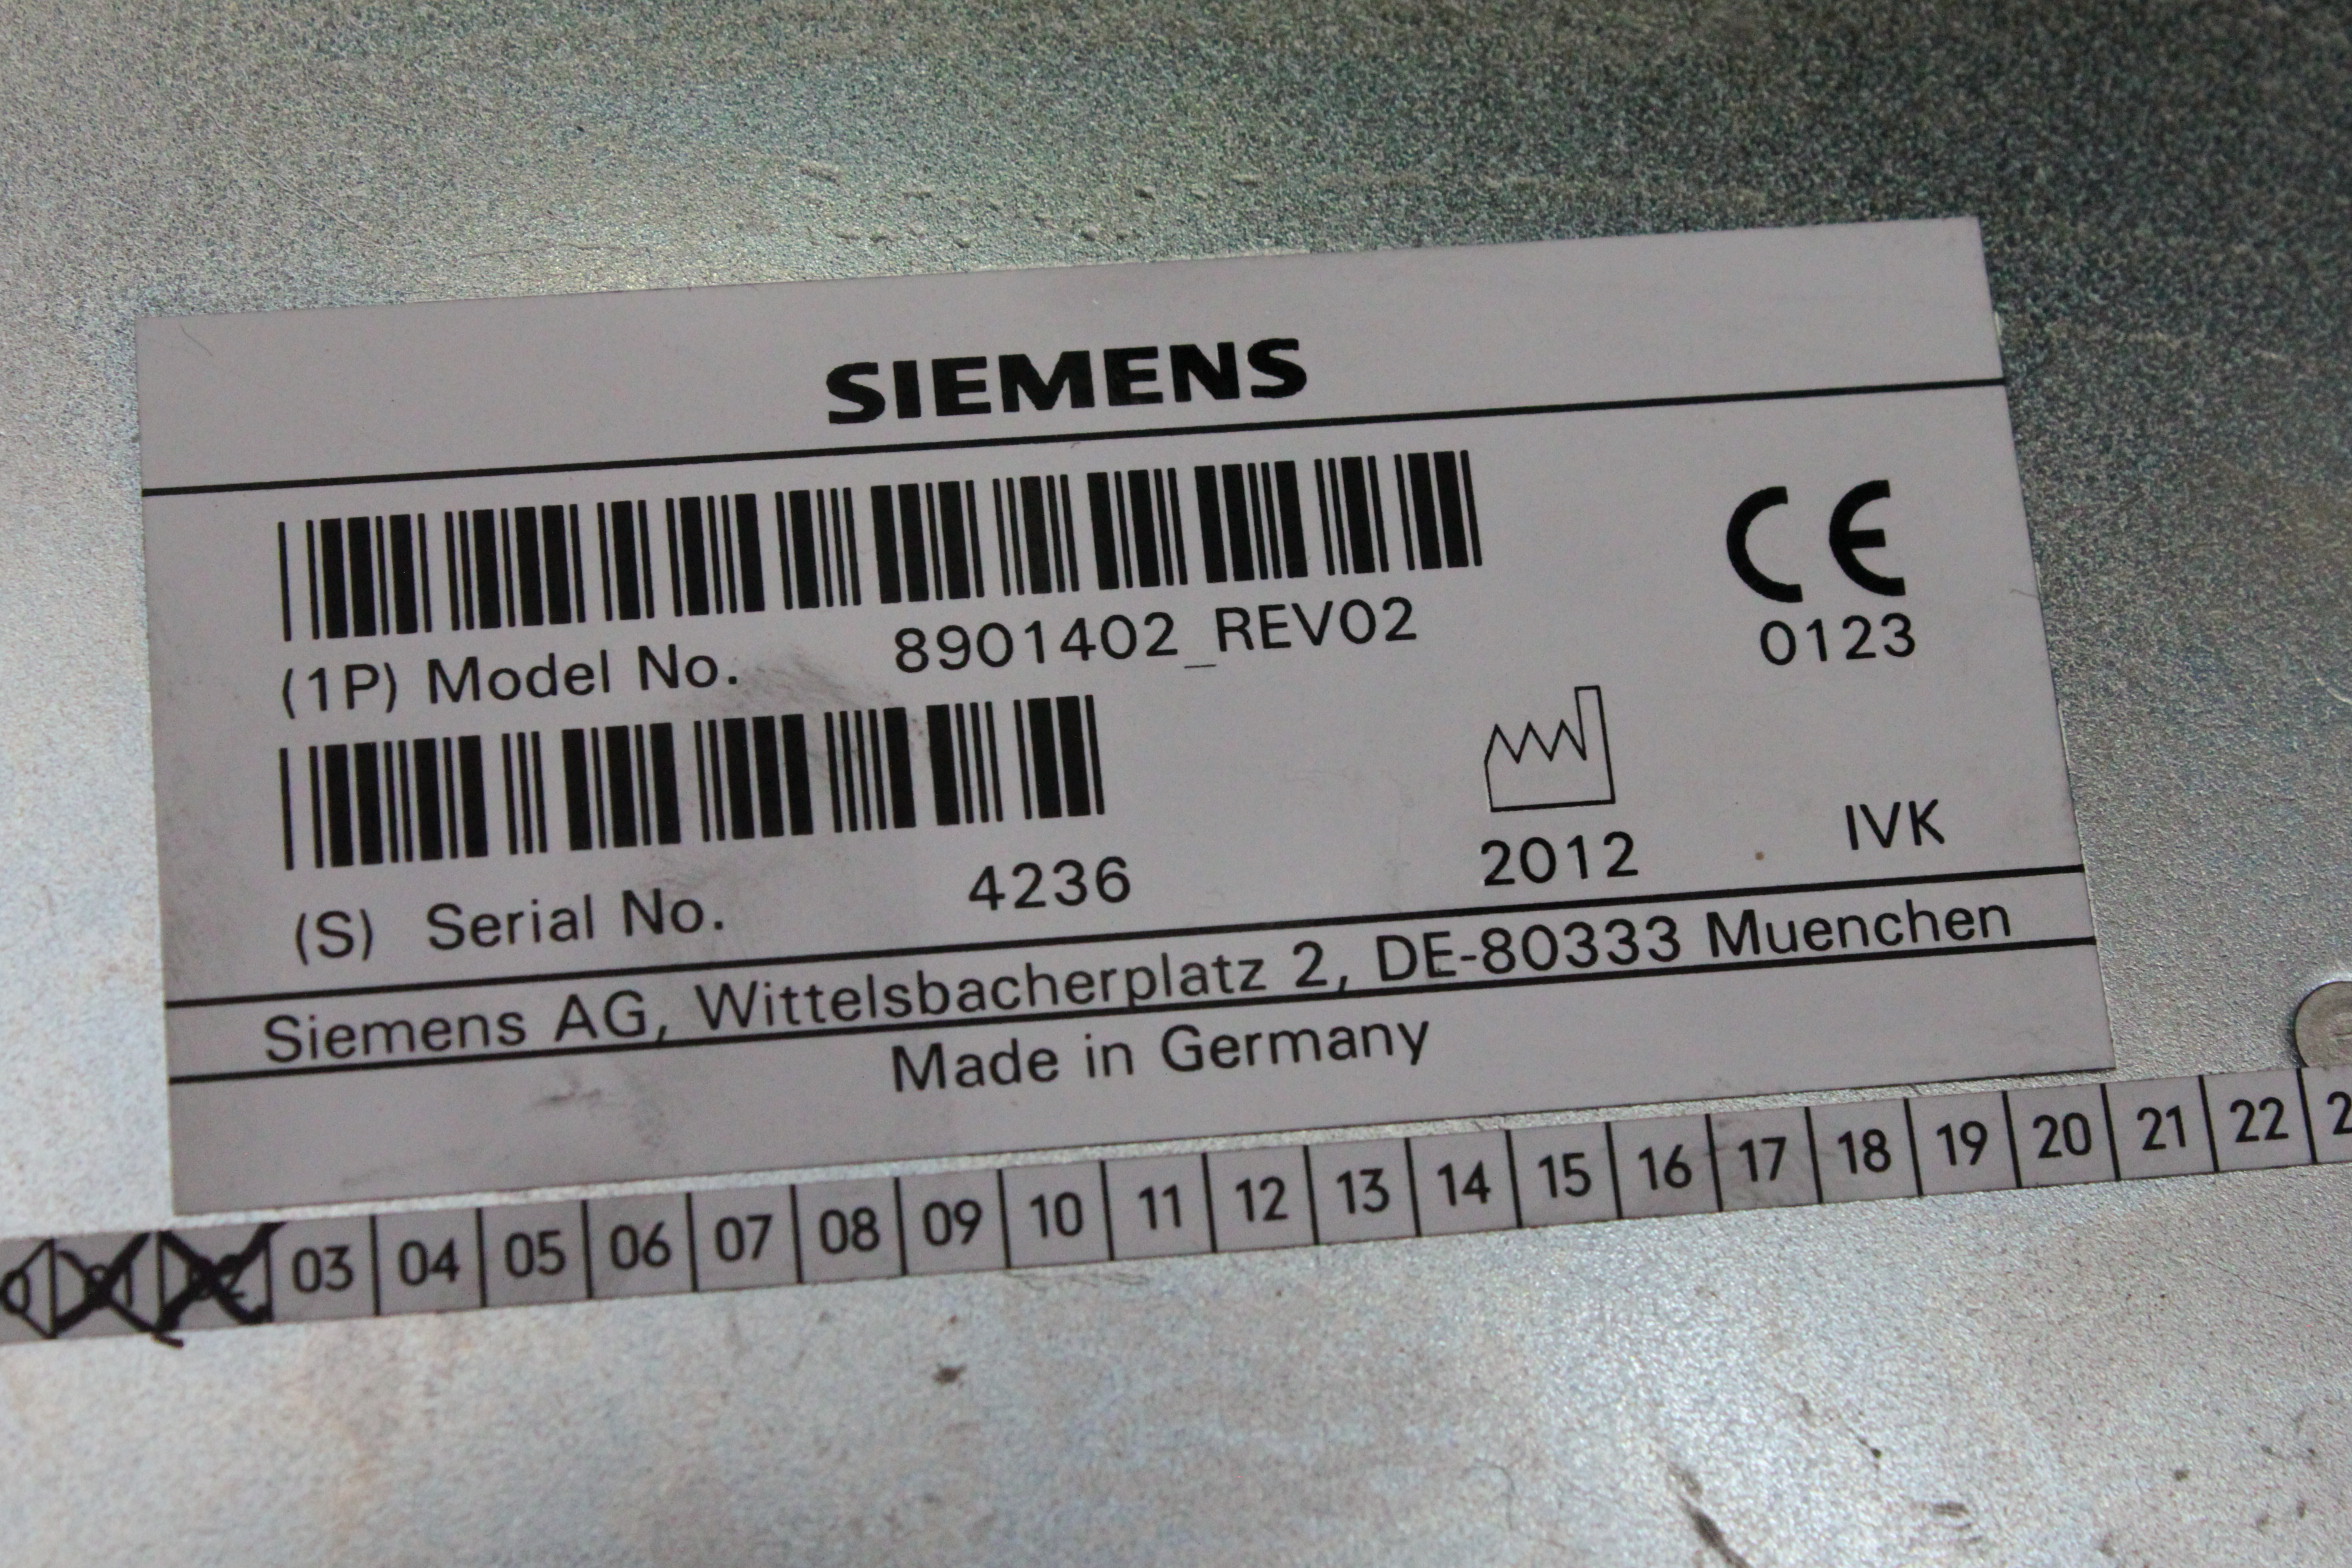 SIEMENS
(1P) Model No. 8901402_REV02
CE
0123
(S) Serial No. 4236
2012
IVK
Siemens AG, Wittelsbacherplatz 2, DE-80333 Muenchen
Made in Germany
03 04 05 06 07 08 09 10 11 12 13 14 15 16 17 18 19 20 21 22